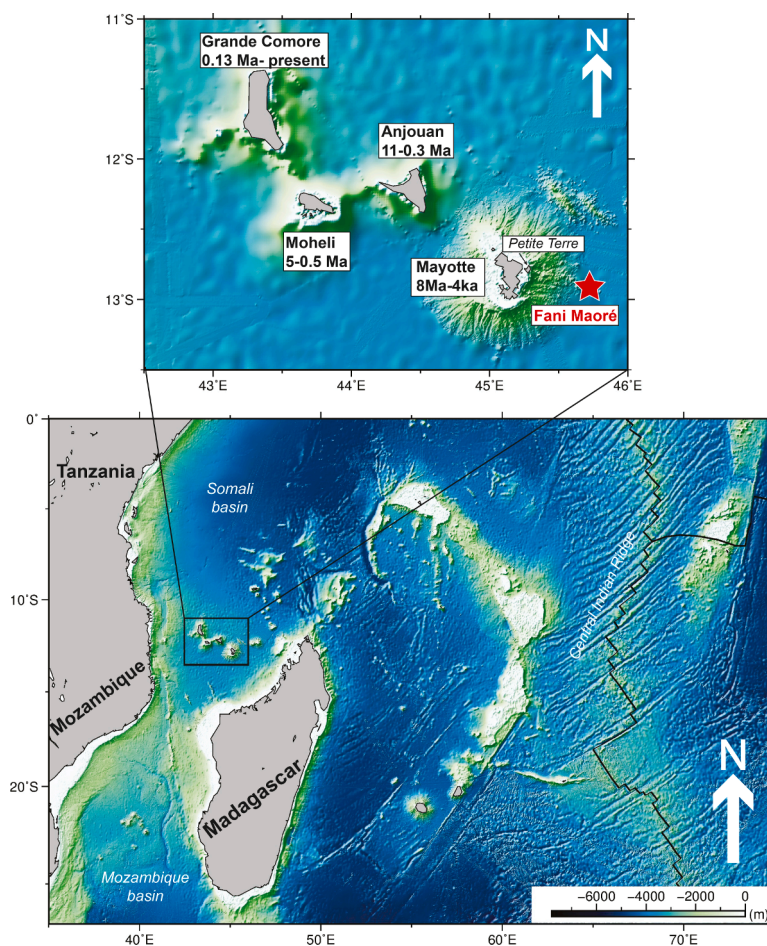 11°S
12°S
13°S
Grande Comore
0.13 Ma- present
N
Anjouan
11-0.3 Ma
Moheli
5-0.5 Ma
Petite Terre
Mayotte
8Ma-4ka
Fani Maoré
43°E
44°E
45°E
46°E
0°
10°S
20°S
Tanzania
Somali
basin
Central Indian Ridge
Mozambique
Madagascar
N
Mozambique
basin
-6000
-4000
-2000
0
(m)
40°E
50°E
60°E
70°E